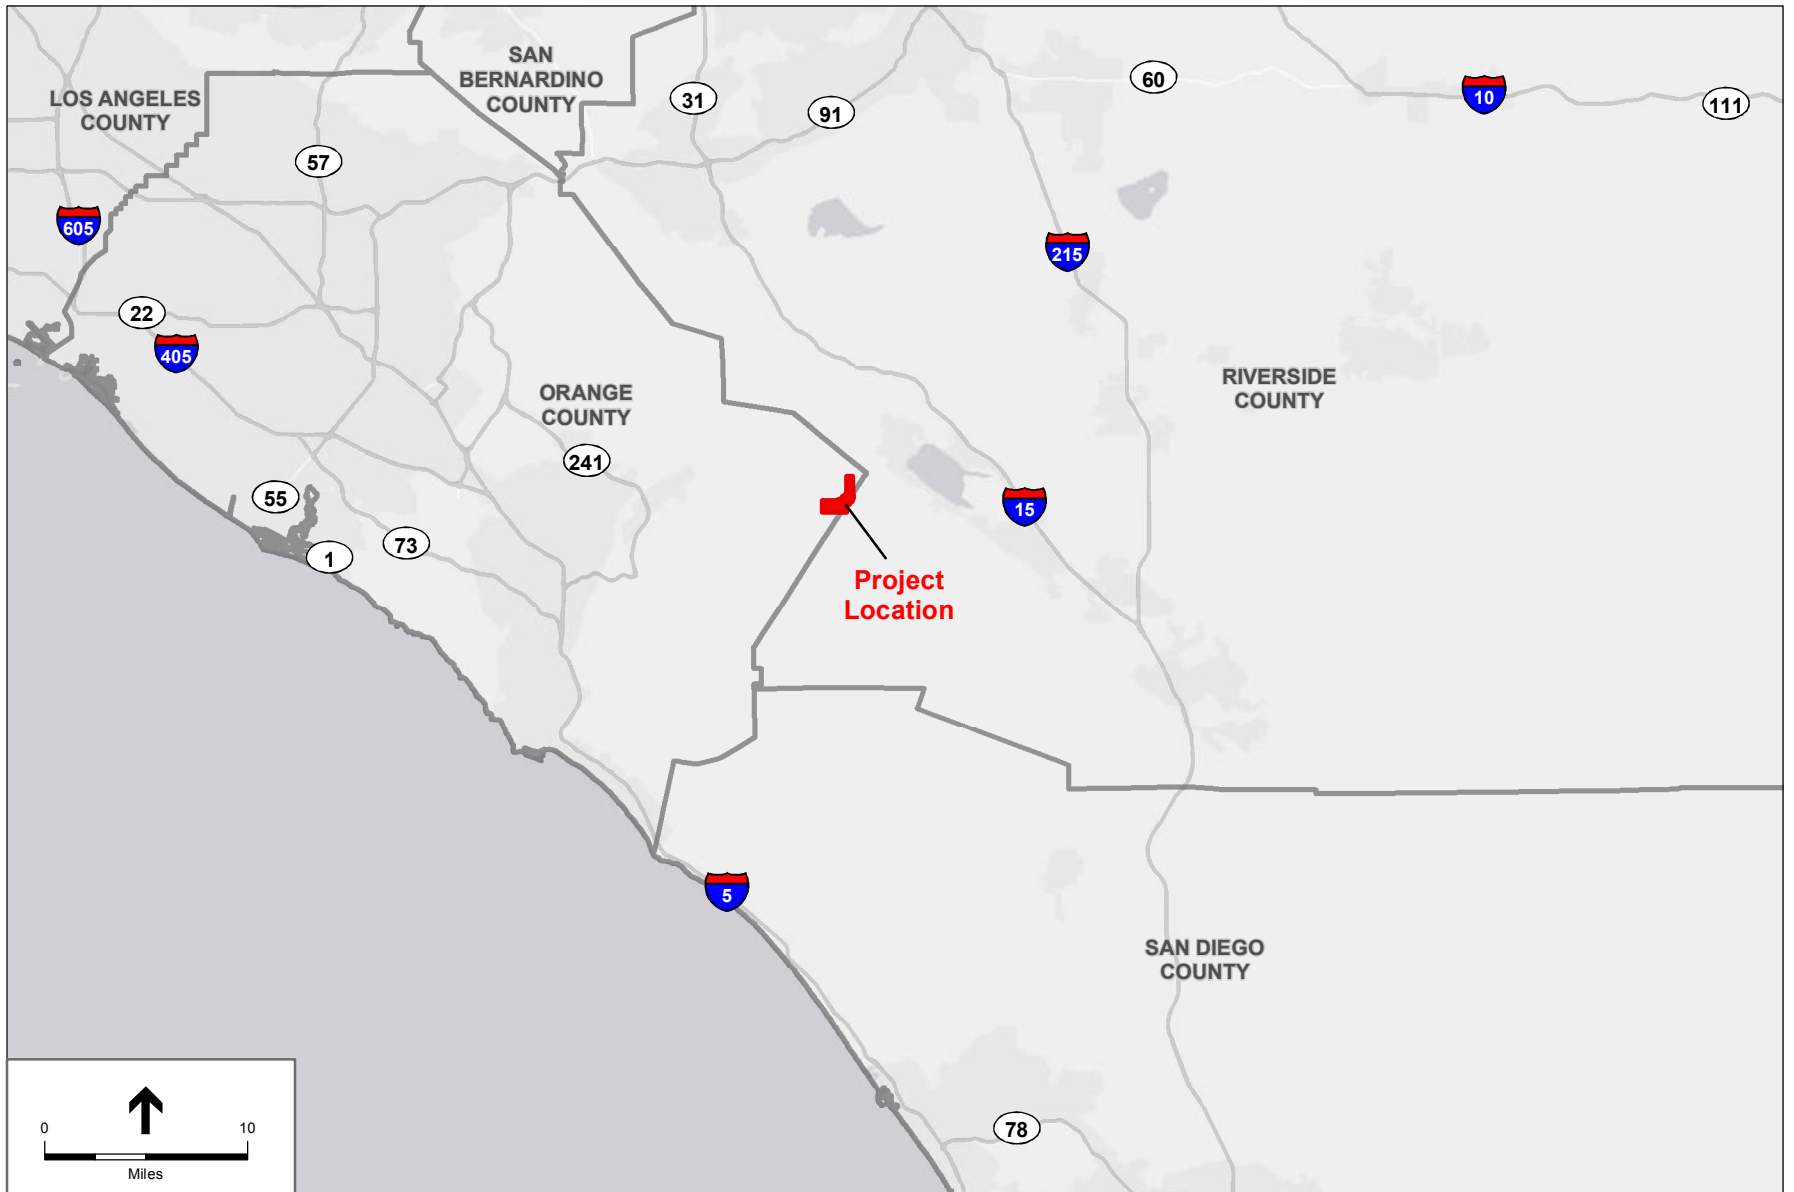 SAN
BERNARDINO
COUNTY
LOS ANGELES
COUNTY
31
91
60
10
111
57
605
215
22
405
RIVERSIDE
COUNTY
ORANGE
COUNTY
241
55
15
73
1
Project
Location
5
SAN DIEGO
COUNTY
78
0
10
Miles